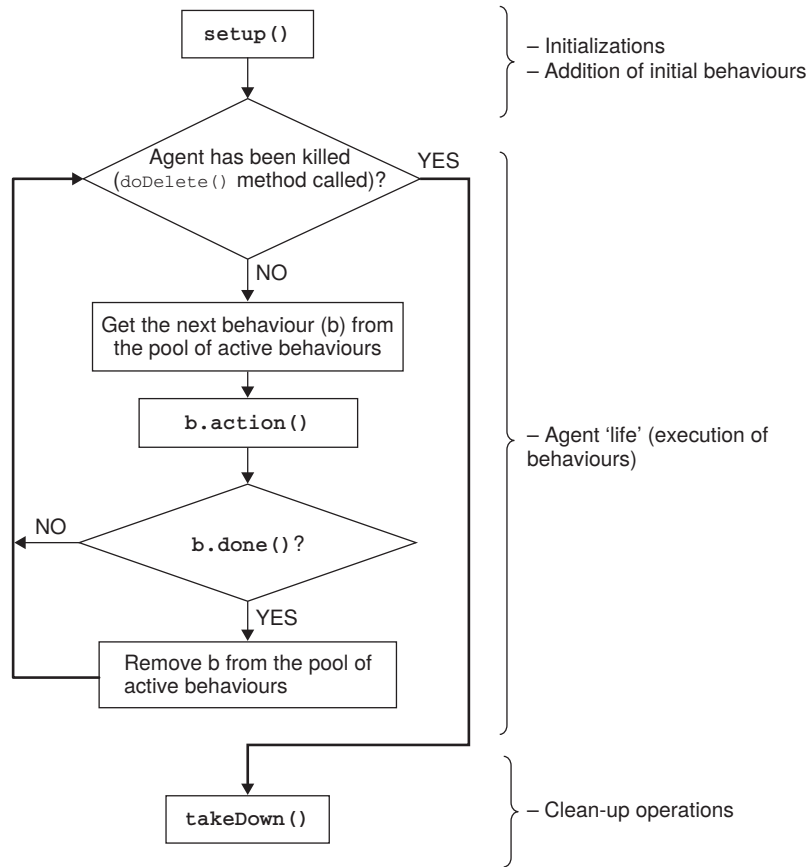 setup()
– Initializations
– Addition of initial behaviours
Agent has been killed
(doDelete() method called)?
YES
NO
Get the next behaviour (b) from
the pool of active behaviours
b.action()
– Agent ‘life’ (execution of
behaviours)
NO
b.done()?
YES
Remove b from the pool of
active behaviours
takeDown()
– Clean-up operations